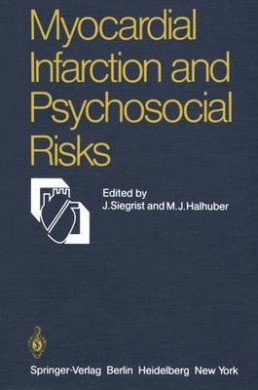 Myocardial
Infarction and
Psychosocial
Risks
Edited by
J.Siegrist and M.J.Halhuber
Springer-Verlag Berlin Heidelberg New York